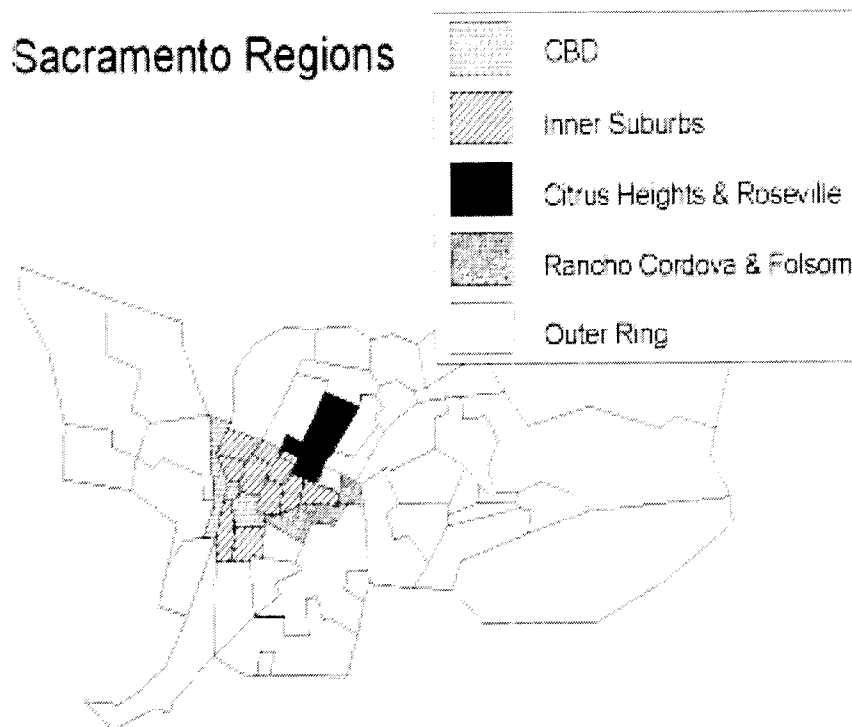 Sacramento Regions
CBD
Inner Suburbs
Citrus Heights & Roseville
Rancho Cordova & Folsom
Outer Ring